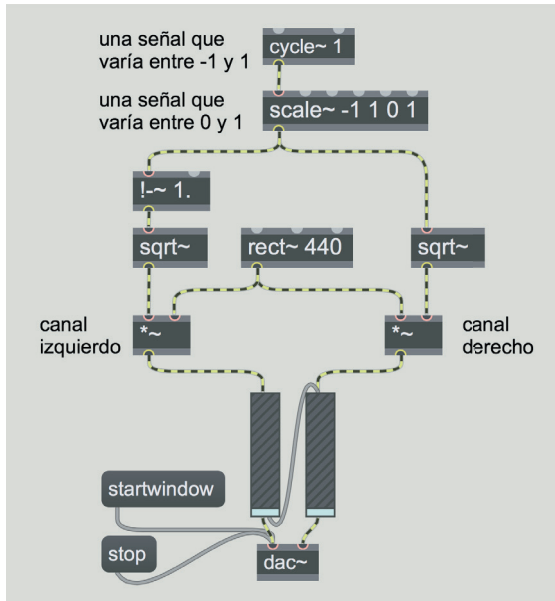 una señal que
varía entre -1 y 1
cycle~ 1
una señal que
varía entre 0 y 1
scale~ -1 1 0 1
!-~ 1.
sqrt~
rect~ 440
sqrt~
canal
izquierdo
*~
*~
canal
derecho
startwindow
stop
dac~